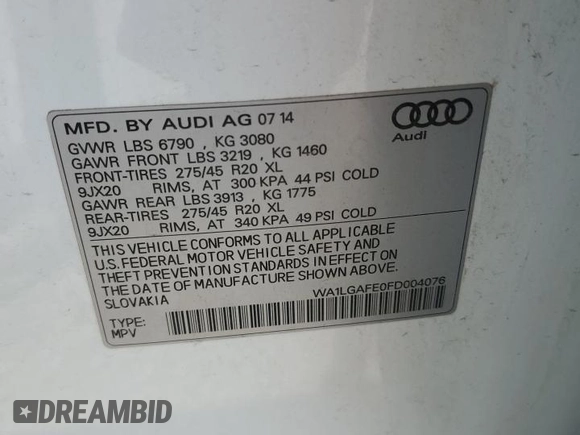 MFD. BY AUDI AG 07 14
Audi
GVWR LBS 6790 , KG 3080
GAWR FRONT LBS 3219 , KG 1460
FRONT-TIRES 275/45 R20 XL
9JX20 RIMS, AT 300 KPA 44 PSI COLD
GAWR REAR LBS 3913 , KG 1775
REAR-TIRES 275/45 R20 XL
9JX20 RIMS, AT 340 KPA 49 PSI COLD
THIS VEHICLE CONFORMS TO ALL APPLICABLE
U.S. FEDERAL MOTOR VEHICLE SAFETY AND
THEFT PREVENTION STANDARDS IN EFFECT ON
THE DATE OF MANUFACTURE SHOWN ABOVE.
SLOVAKIA
WA1LGAFE0FD004076
TYPE:
MPV
DREAMBID